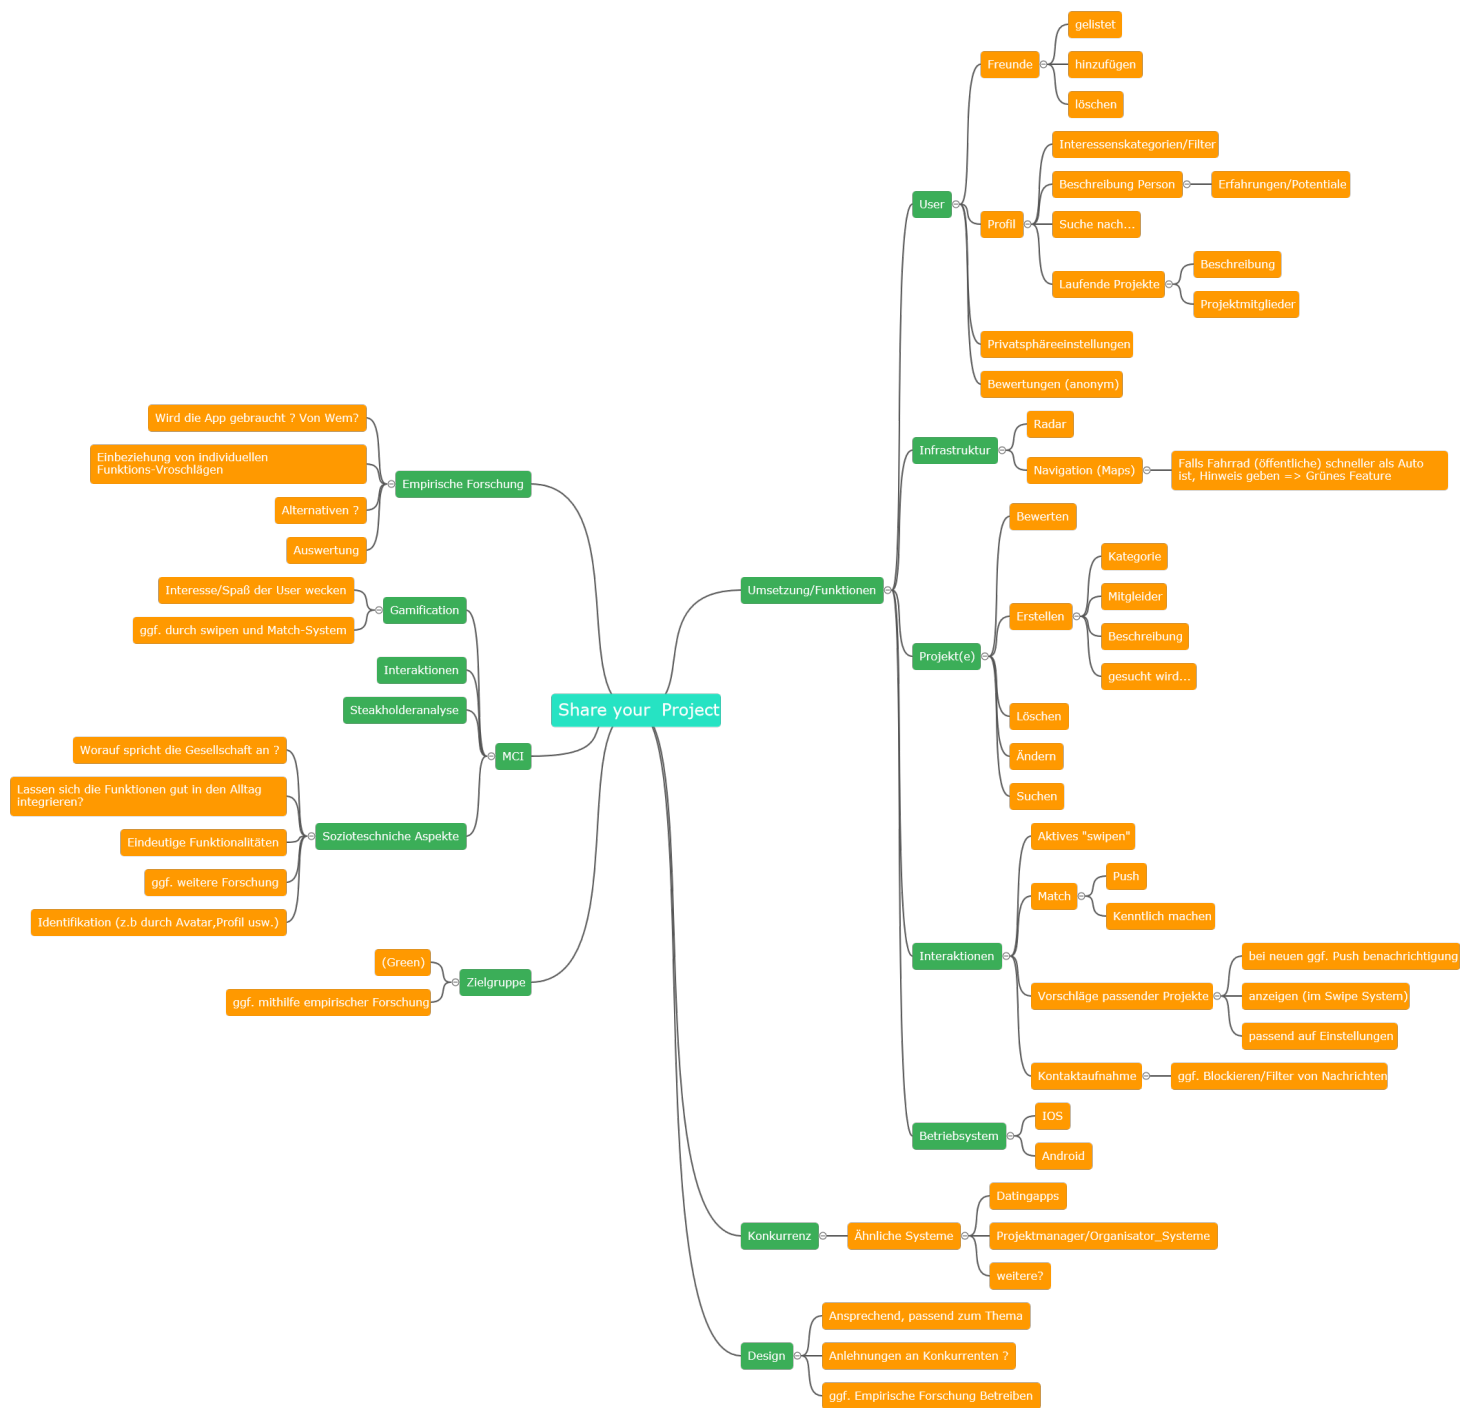 Share your  Project
Empirische Forschung
Wird die App gebraucht ? Von Wem?
Einbeziehung von individuellen
Funktions-Vroschlägen
Alternativen ?
Auswertung
MCI
Gamification
Interesse/Spaß der User wecken
ggf. durch swipen und Match-System
Interaktionen
Steakholderanalyse
Sozioteschniche Aspekte
Worauf spricht die Gesellschaft an ?
Lassen sich die Funktionen gut in den Alltag
integrieren?
Eindeutige Funktionalitäten
ggf. weitere Forschung
Identifikation (z.b durch Avatar,Profil usw.)
Zielgruppe
(Green)
ggf. mithilfe empirischer Forschung
Umsetzung/Funktionen
User
Freunde
gelistet
hinzufügen
löschen
Profil
Interessenskategorien/Filter
Beschreibung Person
Erfahrungen/Potentiale
Suche nach...
Laufende Projekte
Beschreibung
Projektmitglieder
Privatsphäreeinstellungen
Bewertungen (anonym)
Infrastruktur
Radar
Navigation (Maps)
Falls Fahrrad (öffentliche) schneller als Auto
ist, Hinweis geben => Grünes Feature
Projekt(e)
Bewerten
Erstellen
Kategorie
Mitgleider
Beschreibung
gesucht wird...
Löschen
Ändern
Suchen
Interaktionen
Aktives "swipen"
Match
Push
Kenntlich machen
Vorschläge passender Projekte
bei neuen ggf. Push benachrichtigung
anzeigen (im Swipe System)
passend auf Einstellungen
Kontaktaufnahme
ggf. Blockieren/Filter von Nachrichten
Betriebsystem
IOS
Android
Konkurrenz
Ähnliche Systeme
Datingapps
Projektmanager/Organisator_Systeme
weitere?
Design
Ansprechend, passend zum Thema
Anlehnungen an Konkurrenten ?
ggf. Empirische Forschung Betreiben